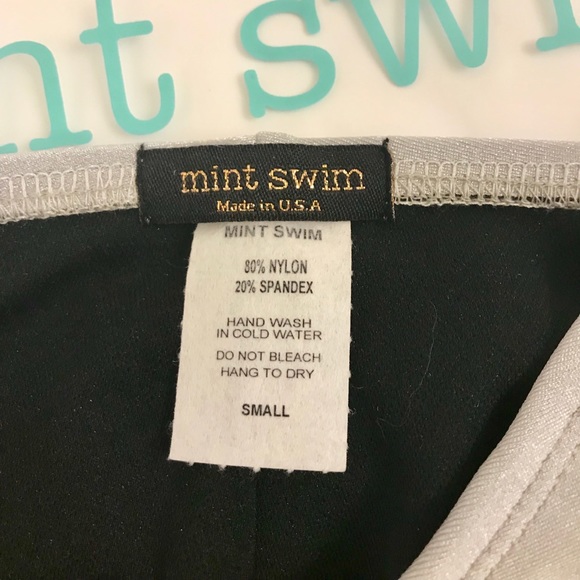 nt swi
mint swim
Made in U.S.A
MINT SWIM
80% NYLON
20% SPANDEX
HAND WASH
IN COLD WATER
DO NOT BLEACH
HANG TO DRY
SMALL